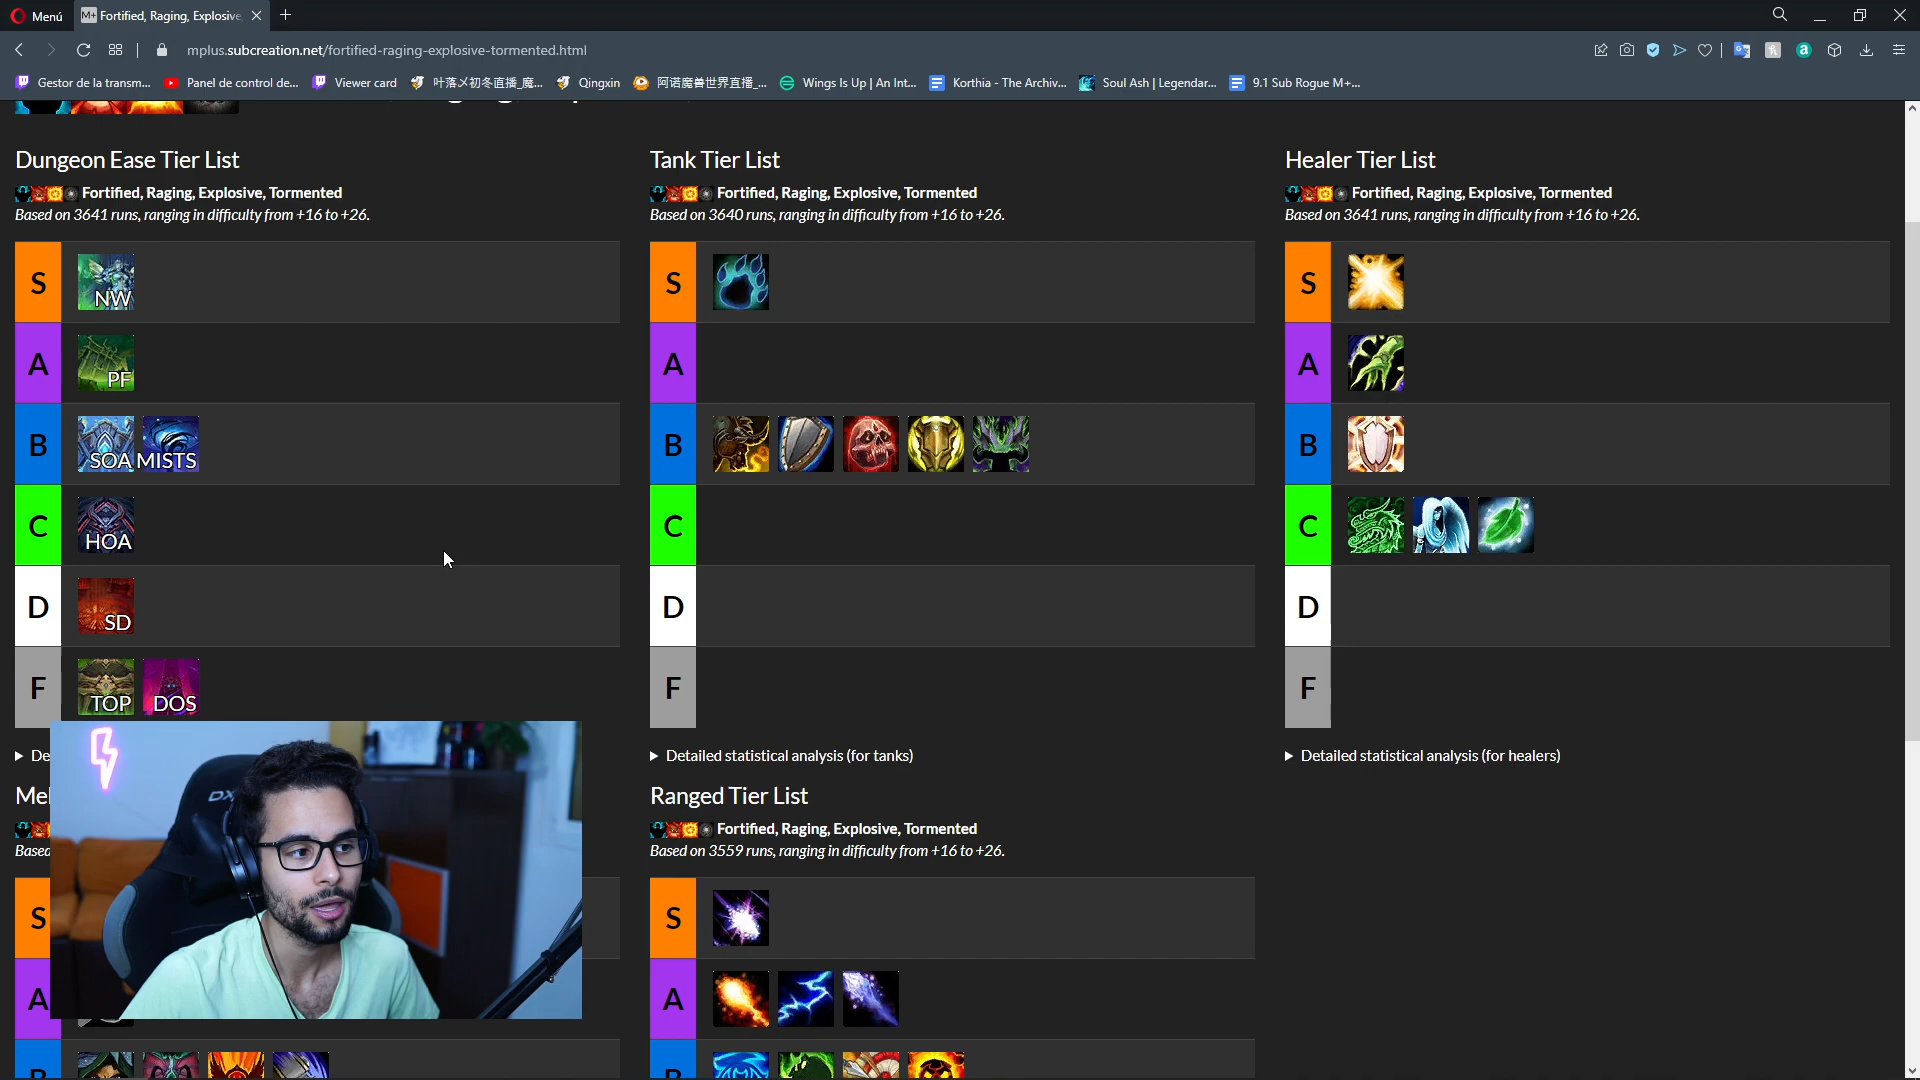 Menú
M+ Fortified, Raging, Explosive,
mplus.subcreation.net/fortified-raging-explosive-tormented.html
Gestor de la transm... Panel de control de... Viewer card 叶落乄初冬直播_魔... Qingxin 阿诺魔兽世界直播_... Wings Is Up | An Int... Korthia - The Archiv... Soul Ash | Legendar... 9.1 Sub Rogue M+...
Dungeon Ease Tier List
Fortified, Raging, Explosive, Tormented
Based on 3641 runs, ranging in difficulty from +16 to +26.
S NW
A PF
B SOA MISTS
C HOA
D SD
F TOP DOS
De
Tank Tier List
Fortified, Raging, Explosive, Tormented
Based on 3640 runs, ranging in difficulty from +16 to +26.
S
A
B
C
D
F
Detailed statistical analysis (for tanks)
Healer Tier List
Fortified, Raging, Explosive, Tormented
Based on 3641 runs, ranging in difficulty from +16 to +26.
S
A
B
C
D
F
Detailed statistical analysis (for healers)
Mel
Based
S
A
B
DX
Ranged Tier List
Fortified, Raging, Explosive, Tormented
Based on 3559 runs, ranging in difficulty from +16 to +26.
S
A
B